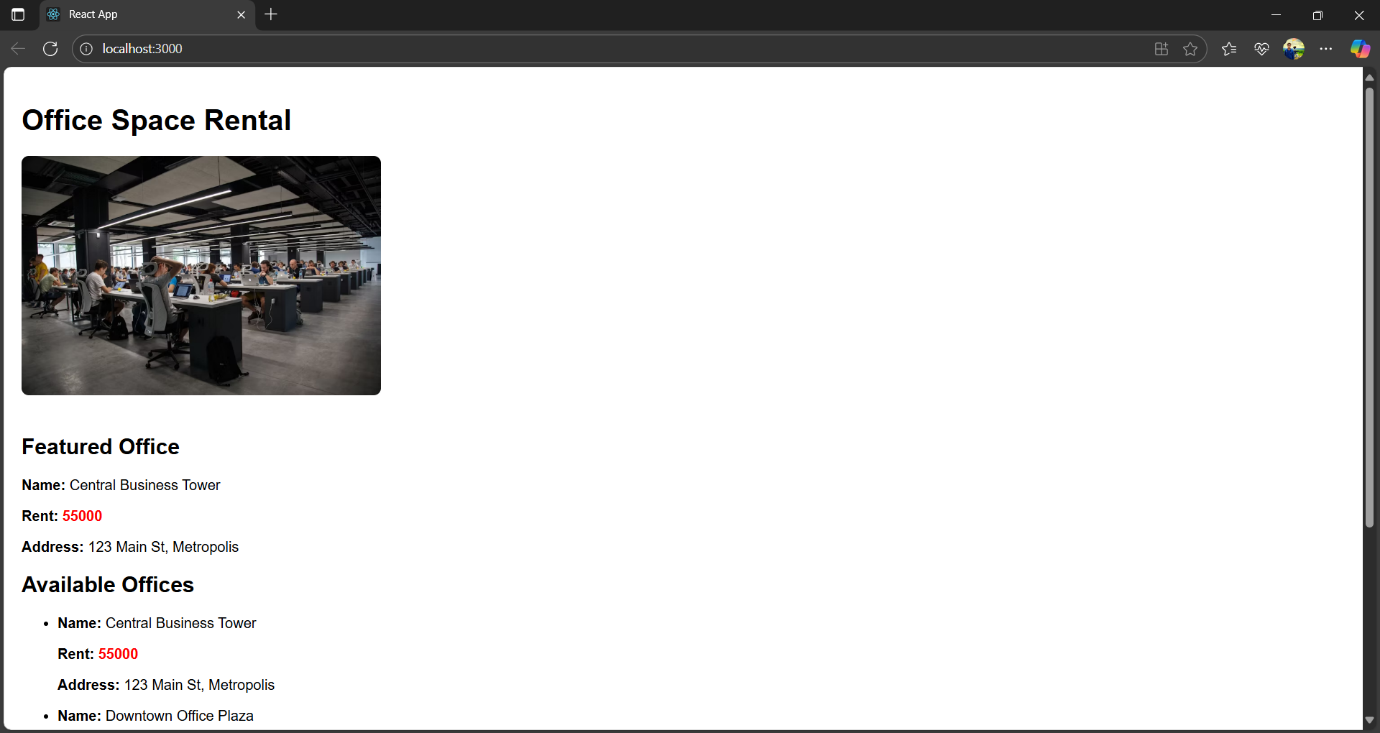 React App
localhost:3000
Office Space Rental
Featured Office
Name: Central Business Tower
Rent: 55000
Address: 123 Main St, Metropolis
Available Offices
• Name: Central Business Tower
Rent: 55000
Address: 123 Main St, Metropolis
• Name: Downtown Office Plaza